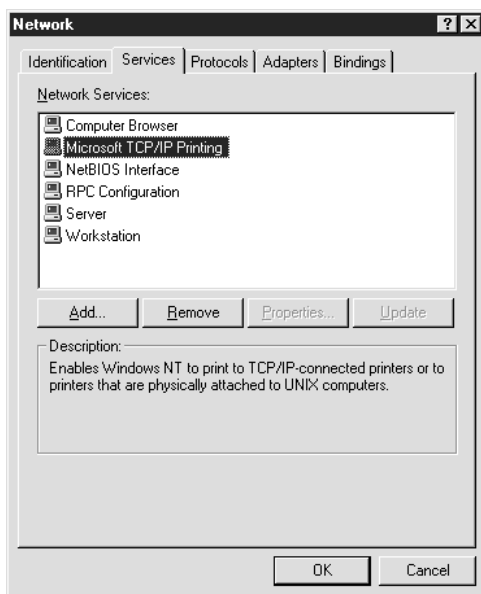 Network
Identification Services Protocols Adapters Bindings
Network Services:
Computer Browser
Microsoft TCP/IP Printing
NetBIOS Interface
RPC Configuration
Server
Workstation
Add... Remove Properties... Update
Description:
Enables Windows NT to print to TCP/IP-connected printers or to
printers that are physically attached to UNIX computers.
OK Cancel